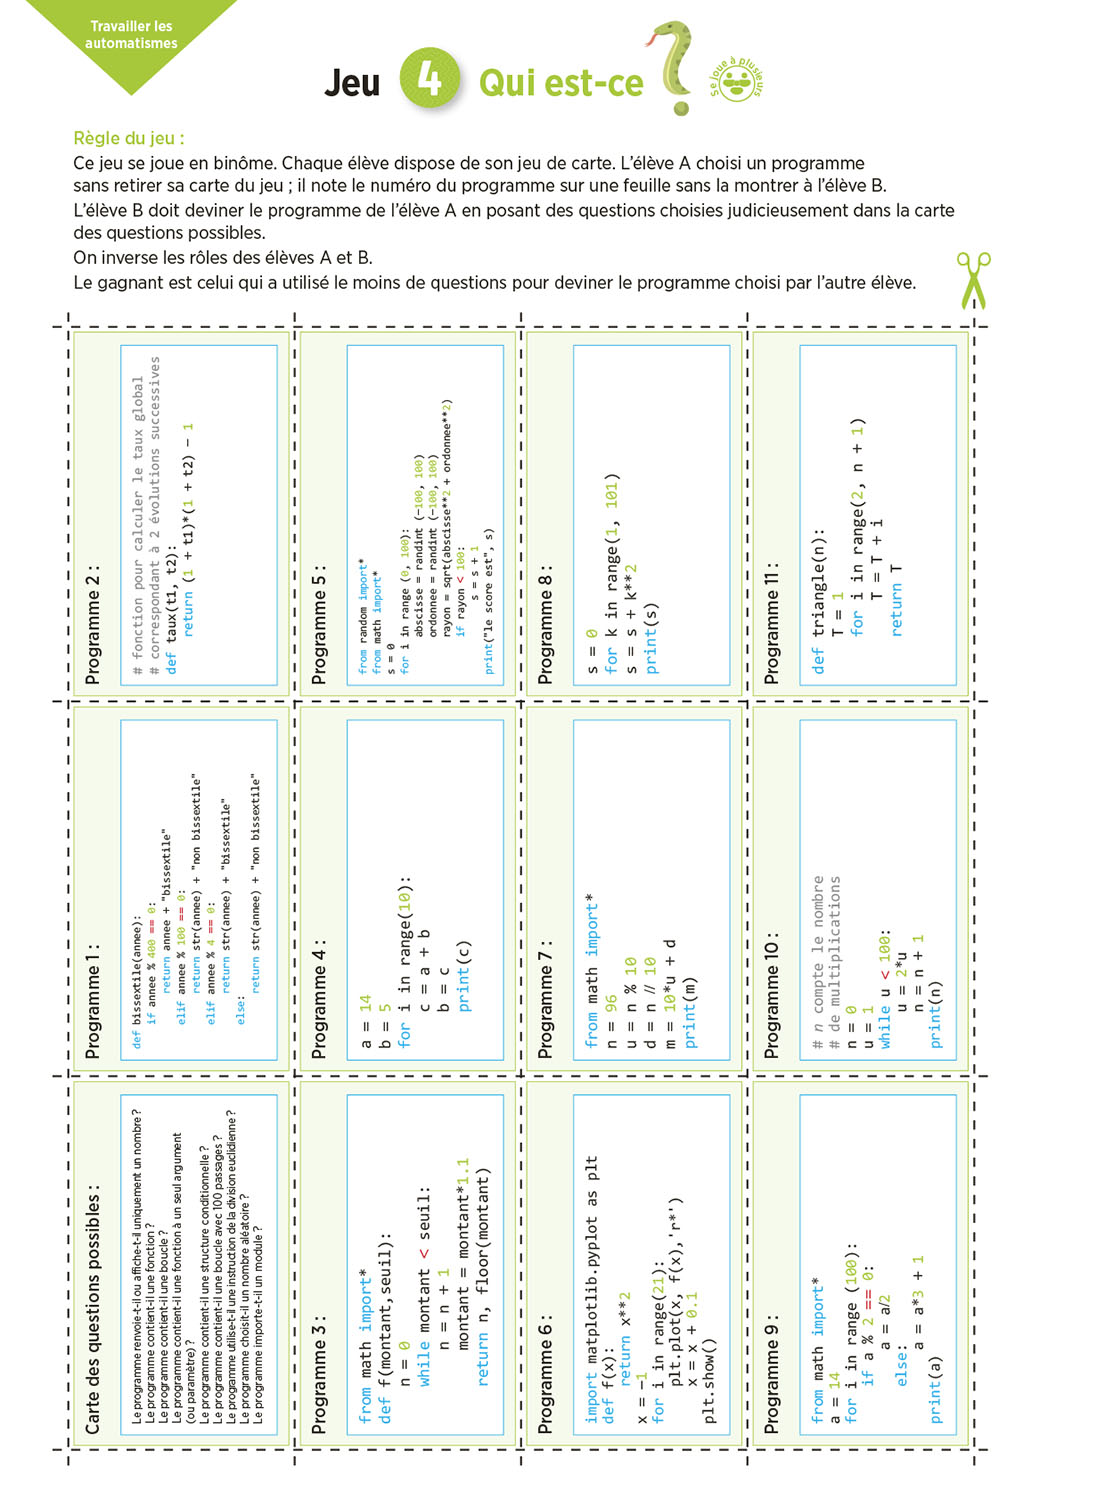 Travailler les
automatismes
Jeu 4 Qui est-ce ?
Se joue à plusieurs
Règle du jeu :
Ce jeu se joue en binôme. Chaque élève dispose de son jeu de carte. L'élève A choisi un programme
sans retirer sa carte du jeu ; il note le numéro du programme sur une feuille sans la montrer à l'élève B.
L'élève B doit deviner le programme de l'élève A en posant des questions choisies judicieusement dans la carte
des questions possibles.
On inverse les rôles des élèves A et B.
Le gagnant est celui qui a utilisé le moins de questions pour deviner le programme choisi par l'autre élève.
Carte des questions possibles :
Le programme renvoie-t-il ou affiche-t-il uniquement un nombre ?
Le programme contient-il une fonction ?
Le programme contient-il une boucle ?
Le programme contient-il une fonction à un seul argument
(ou paramètre) ?
Le programme contient-il une structure conditionnelle ?
Le programme contient-il une boucle avec 100 passages ?
Le progamme utilise-t-il une instruction de la division euclidienne ?
Le programme choisit-il un nombre aléatoire ?
Le programme importe-t-il un module ?
Programme 1 :
def bissextile(annee):
if annee % 400 == 0:
return annee + "bissextile"
elif annee % 100 == 0:
return str(annee) + "non bissextile"
elif annee % 4 == 0:
return str(annee) + "bissextile"
else:
return str(annee) + "non bissextile"
Programme 2 :
# fonction pour calculer le taux global
# correspondant à 2 évolutions successives
def taux(t1, t2):
return (1 + t1)*(1 + t2) - 1
Programme 3 :
from math import*
def f(montant,seuil):
n = 0
while montant < seuil:
n = n + 1
montant = montant*1.1
return n, floor(montant)
Programme 4 :
a = 14
b = 5
for i in range(10):
c = a + b
b = c
print(c)
Programme 5 :
from random import*
from math import*
s = 0
for i in range (0, 100):
abscisse = randint (-100, 100)
ordonnee = randint (-100, 100)
rayon = sqrt(abscisse**2 + ordonnee**2)
if rayon < 100:
s = s + 1
print("le score est", s)
Programme 6 :
import matplotlib.pyplot as plt
def f(x):
return x**2
x = -1
for i in range(21):
plt.plot(x, f(x),'r*')
x = x + 0.1
plt.show()
Programme 7 :
from math import*
n = 96
u = n % 10
d = n // 10
m = 10*u + d
print(m)
Programme 8 :
s = 0
for k in range(1, 101)
s = s + k**2
print(s)
Programme 9 :
from math import*
a = 14
for i in range (100):
if a % 2 == 0:
a = a/2
else:
a = a*3 + 1
print(a)
Programme 10 :
# n compte le nombre
# de multiplications
n = 0
u = 1
while u < 100:
u = 2*u
n = n + 1
print(n)
Programme 11 :
def triangle(n):
T = 1
for i in range(2, n + 1)
T = T + i
return T